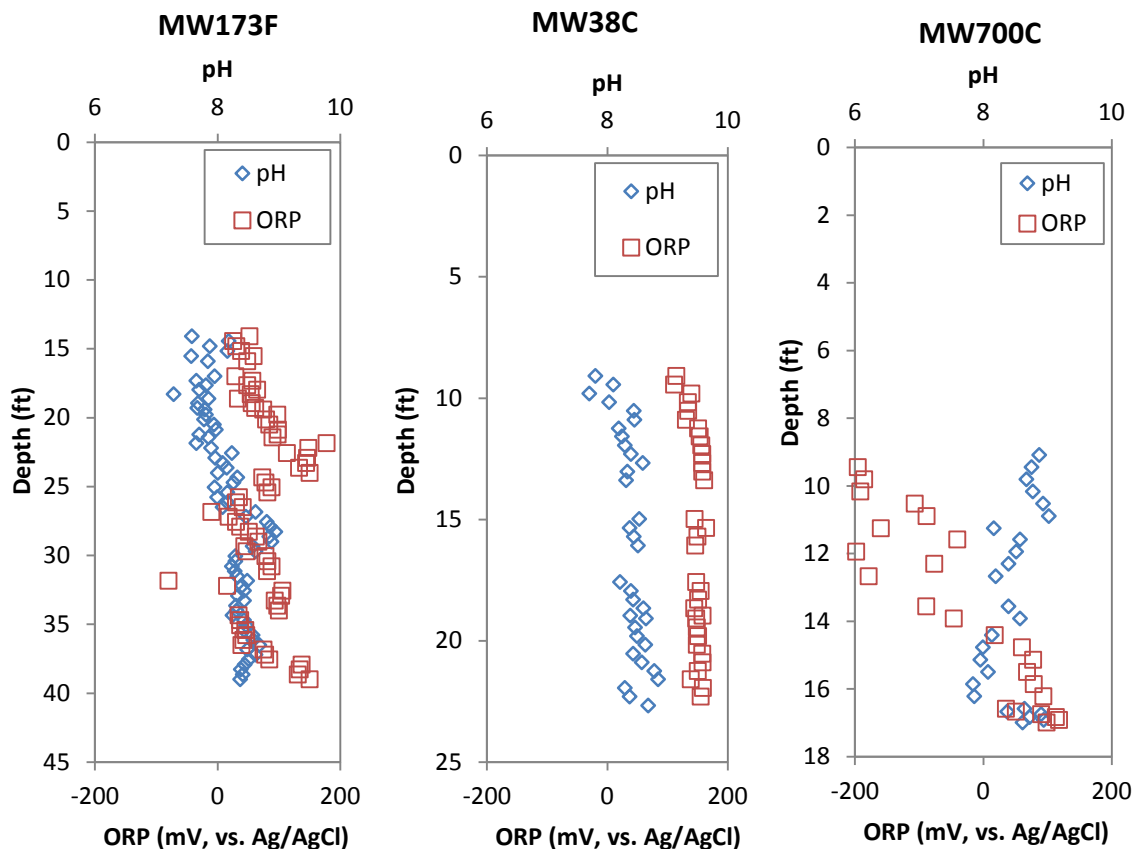 MW173F
pH
6 8 10
0
5
10
15
20
25
30
35
40
45
Depth (ft)
pH
ORP
-200 0 200
ORP (mV, vs. Ag/AgCl)
MW38C
pH
6 8 10
0
5
10
15
20
25
Depth (ft)
pH
ORP
-200 0 200
ORP (mV, vs. Ag/AgCl)
MW700C
pH
6 8 10
0
2
4
6
8
10
12
14
16
18
Depth (ft)
pH
ORP
-200 0 200
ORP (mV, vs. Ag/AgCl)